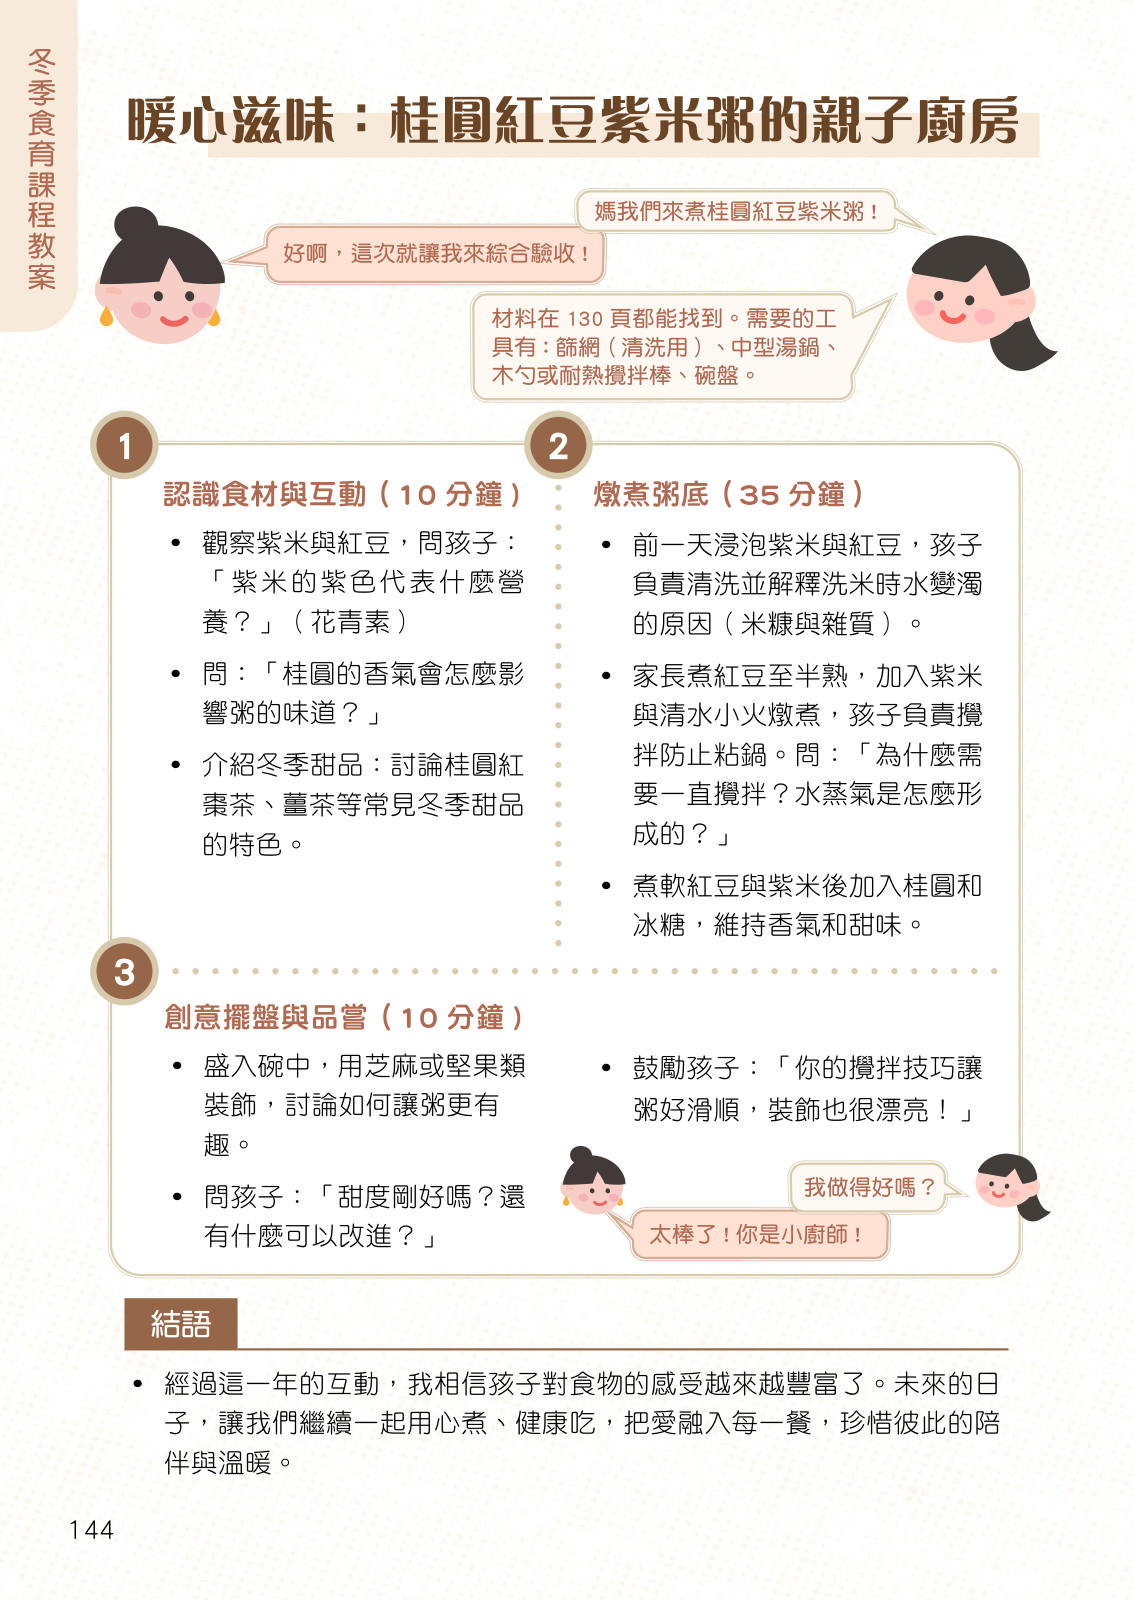 冬季食育課程教案
暖心滋味：桂圓紅豆紫米粥的親子廚房
媽我們來煮桂圓紅豆紫米粥！
好啊，這次就讓我來綜合驗收！
材料在 130 頁都能找到。需要的工
具有：篩網（清洗用）、中型湯鍋、
木勺或耐熱攪拌棒、碗盤。
1
認識食材與互動（10 分鐘）
• 觀察紫米與紅豆，問孩子：
「紫米的紫色代表什麼營
養？」（花青素）
• 問：「桂圓的香氣會怎麼影
響粥的味道？」
• 介紹冬季甜品：討論桂圓紅
棗茶、薑茶等常見冬季甜品
的特色。
2
燉煮粥底（35 分鐘）
• 前一天浸泡紫米與紅豆，孩子
負責清洗並解釋洗米時水變濁
的原因（米糠與雜質）。
• 家長煮紅豆至半熟，加入紫米
與清水小火燉煮，孩子負責攪
拌防止粘鍋。問：「為什麼需
要一直攪拌？水蒸氣是怎麼形
成的？」
• 煮軟紅豆與紫米後加入桂圓和
冰糖，維持香氣和甜味。
3
創意擺盤與品嘗（10 分鐘）
• 盛入碗中，用芝麻或堅果類
裝飾，討論如何讓粥更有
趣。
• 問孩子：「甜度剛好嗎？還
有什麼可以改進？」
• 鼓勵孩子：「你的攪拌技巧讓
粥好滑順，裝飾也很漂亮！」
我做得好嗎？
太棒了！你是小廚師！
結語
• 經過這一年的互動，我相信孩子對食物的感受越來越豐富了。未來的日
子，讓我們繼續一起用心煮、健康吃，把愛融入每一餐，珍惜彼此的陪
伴與溫暖。
144